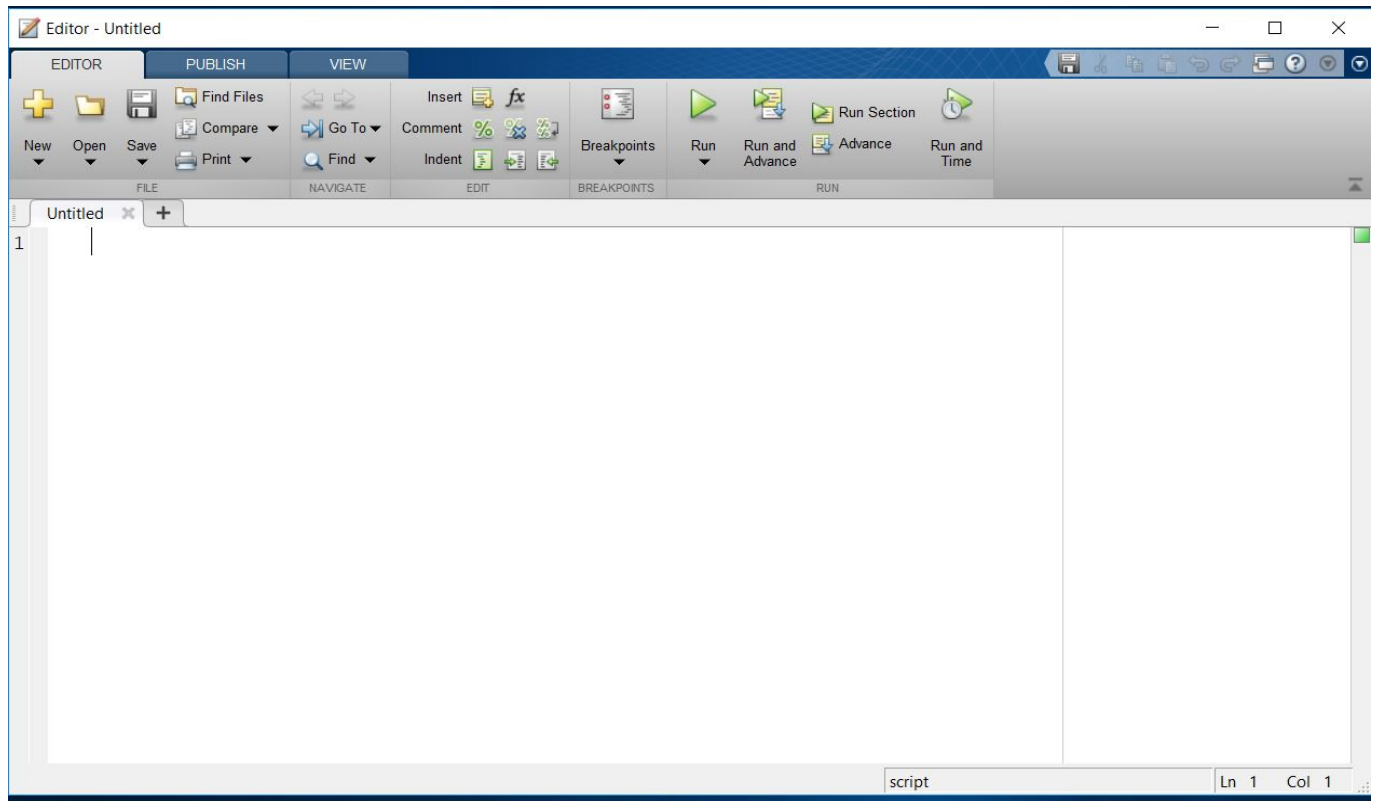 Editor - Untitled
EDITOR PUBLISH VIEW
New Open Save Find Files Compare Print
FILE
Go To Find
NAVIGATE
Insert fx
Comment % %
Indent
EDIT
Breakpoints
BREAKPOINTS
Run Run and Advance Run Section Advance Run and Time
RUN
Untitled +
1
script Ln 1 Col 1